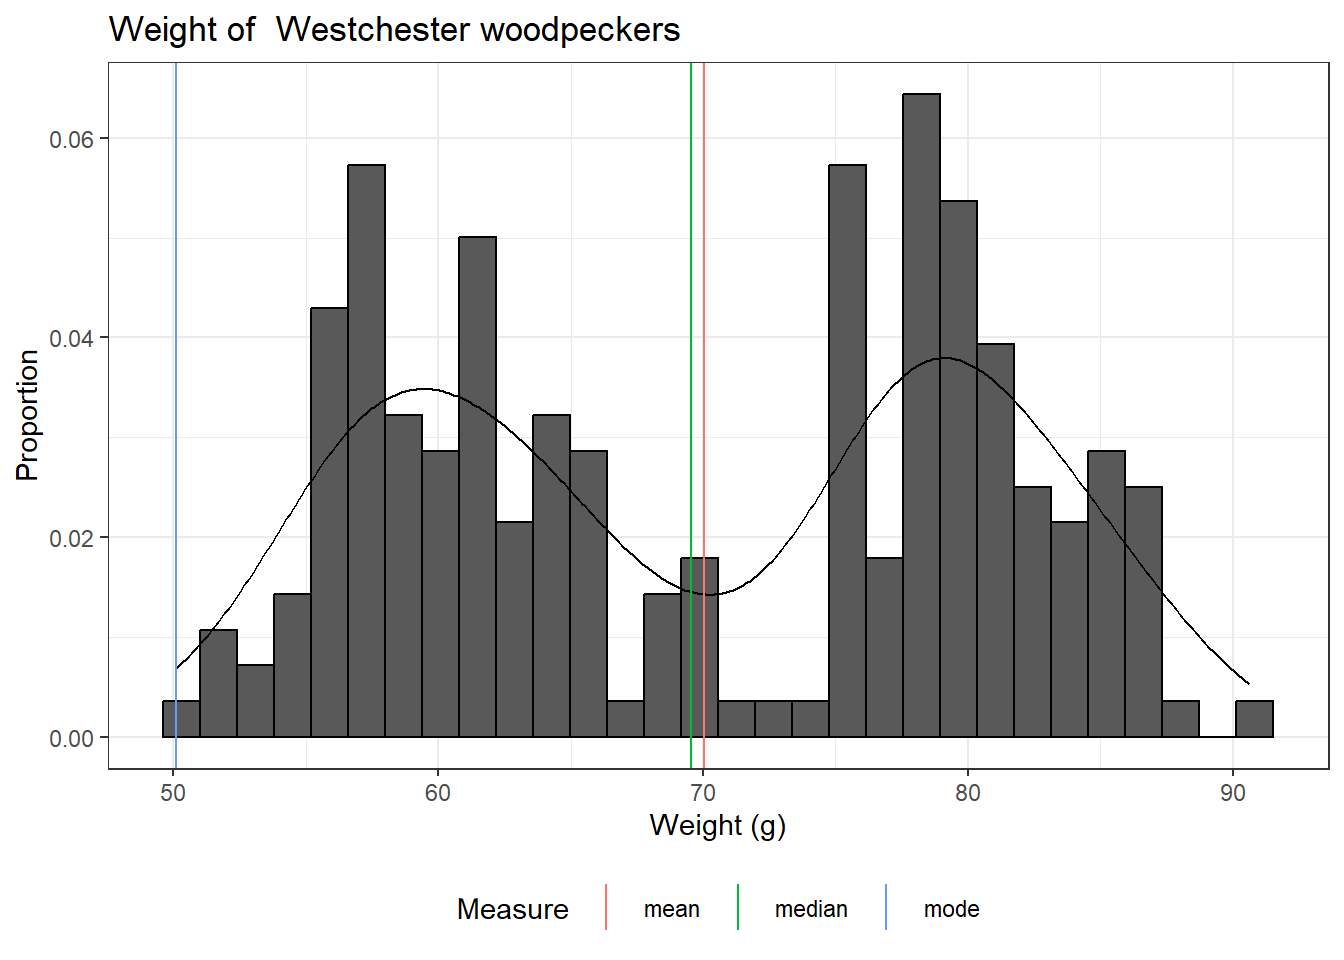 Weight of  Westchester woodpeckers
Proportion
0.06
0.04
0.02
0.00
50 60 70 80 90
Weight (g)
Measure mean median mode